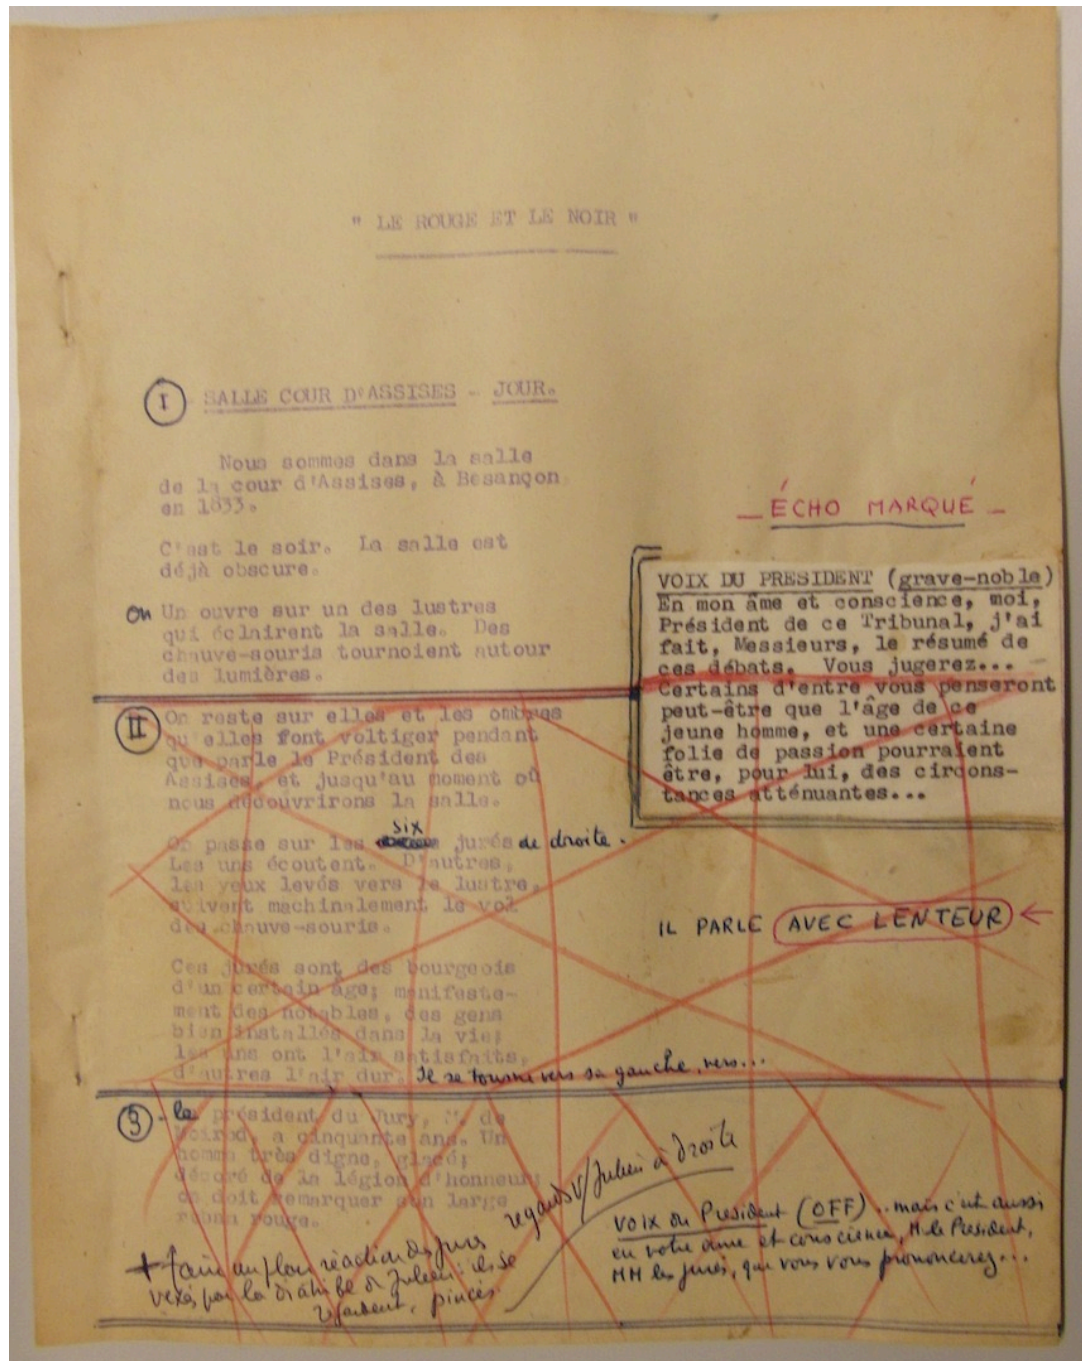 " LE ROUGE ET LE NOIR "
I SALLE COUR D'ASSISES - JOUR.
Nous sommes dans la salle
de la cour d'Assises, à Besançon
en 1833.
C'est le soir. La salle est
déjà obscure.
On Un ouvre sur un des lustres
qui éclairent la salle. Des
chauve-souris tournoient autour
des lumières.
_ ÉCHO MARQUÉ _
VOIX DU PRESIDENT (grave-noble)
En mon âme et conscience, moi,
Président de ce Tribunal, j'ai
fait, Messieurs, le résumé de
ces débats. Vous jugerez...
Certains d'entre vous penseront
peut-être que l'âge de ce
jeune homme, et une certaine
folie de passion pourraient
être, pour lui, des circons-
tances atténuantes...
II On reste sur elles et les ombres
qu'elles font voltiger pendant
que parle le Président des
Assises, et jusqu'au moment où
nous découvrirons la salle.
six
On passe sur les jurés de droite.
Les uns écoutent. D'autres,
les yeux levés vers le lustre,
suivent machinalement le vol
des chauve-souris.
IL PARLE AVEC LENTEUR ←
Ces jurés sont des bourgeois
d'un certain âge; manifeste-
ment des notables, des gens
bien installés dans la vie;
les uns ont l'air satisfaits,
d'autres l'air dur. Il se tourne vers sa gauche, vers...
3 - le président du Jury, M. de
Moirod, a cinquante ans. Un
homme très digne, glacé;
décoré de la légion d'honneur;
on doit remarquer son large
ruban rouge.
regards v/ Julien à droite
VOIX du President (OFF) .. mais c'est aussi
en votre âme et conscience, M. le President,
MM les jurés, que vous vous prononcerez...
+ faire un plan réaction des jurés
vexés par la diatribe de Julien : ils se
regardent, pincés.